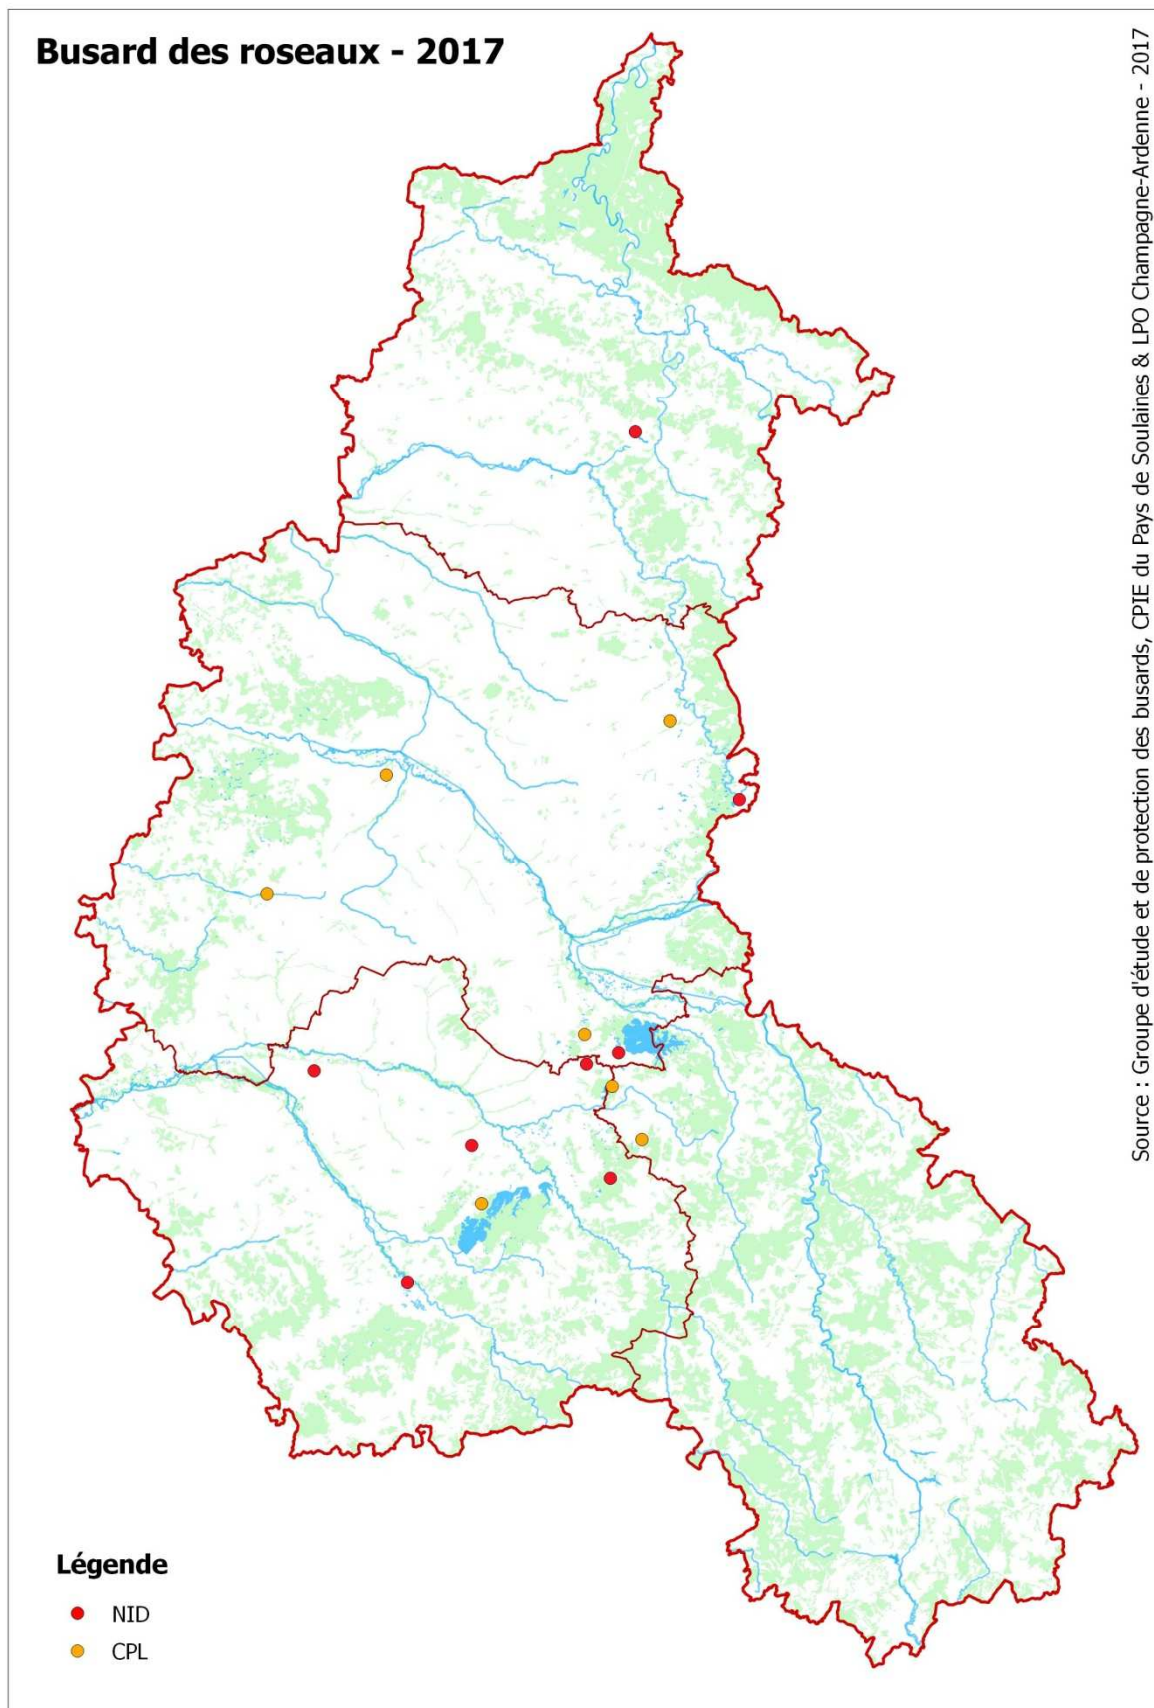 Busard des roseaux - 2017
Source : Groupe d'étude et de protection des busards, CPIE du Pays de Soulaines & LPO Champagne-Ardenne - 2017
Légende
NID
CPL